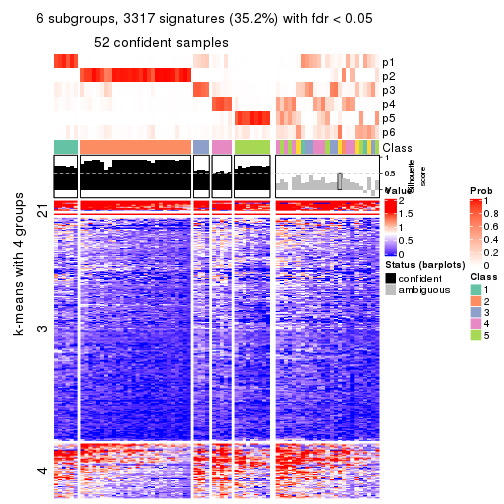 6 subgroups, 3317 signatures (35.2%) with fdr < 0.05
52 confident samples
p1
p2
p3
p4
p5
p6
Class
1
0.5
0
Silhouette
score
k-means with 4 groups
21
3
4
Value
2
1.5
1
0.5
0
Status (barplots)
confident
ambiguous
Prob
1
0.8
0.6
0.4
0.2
0
Class
1
2
3
4
5